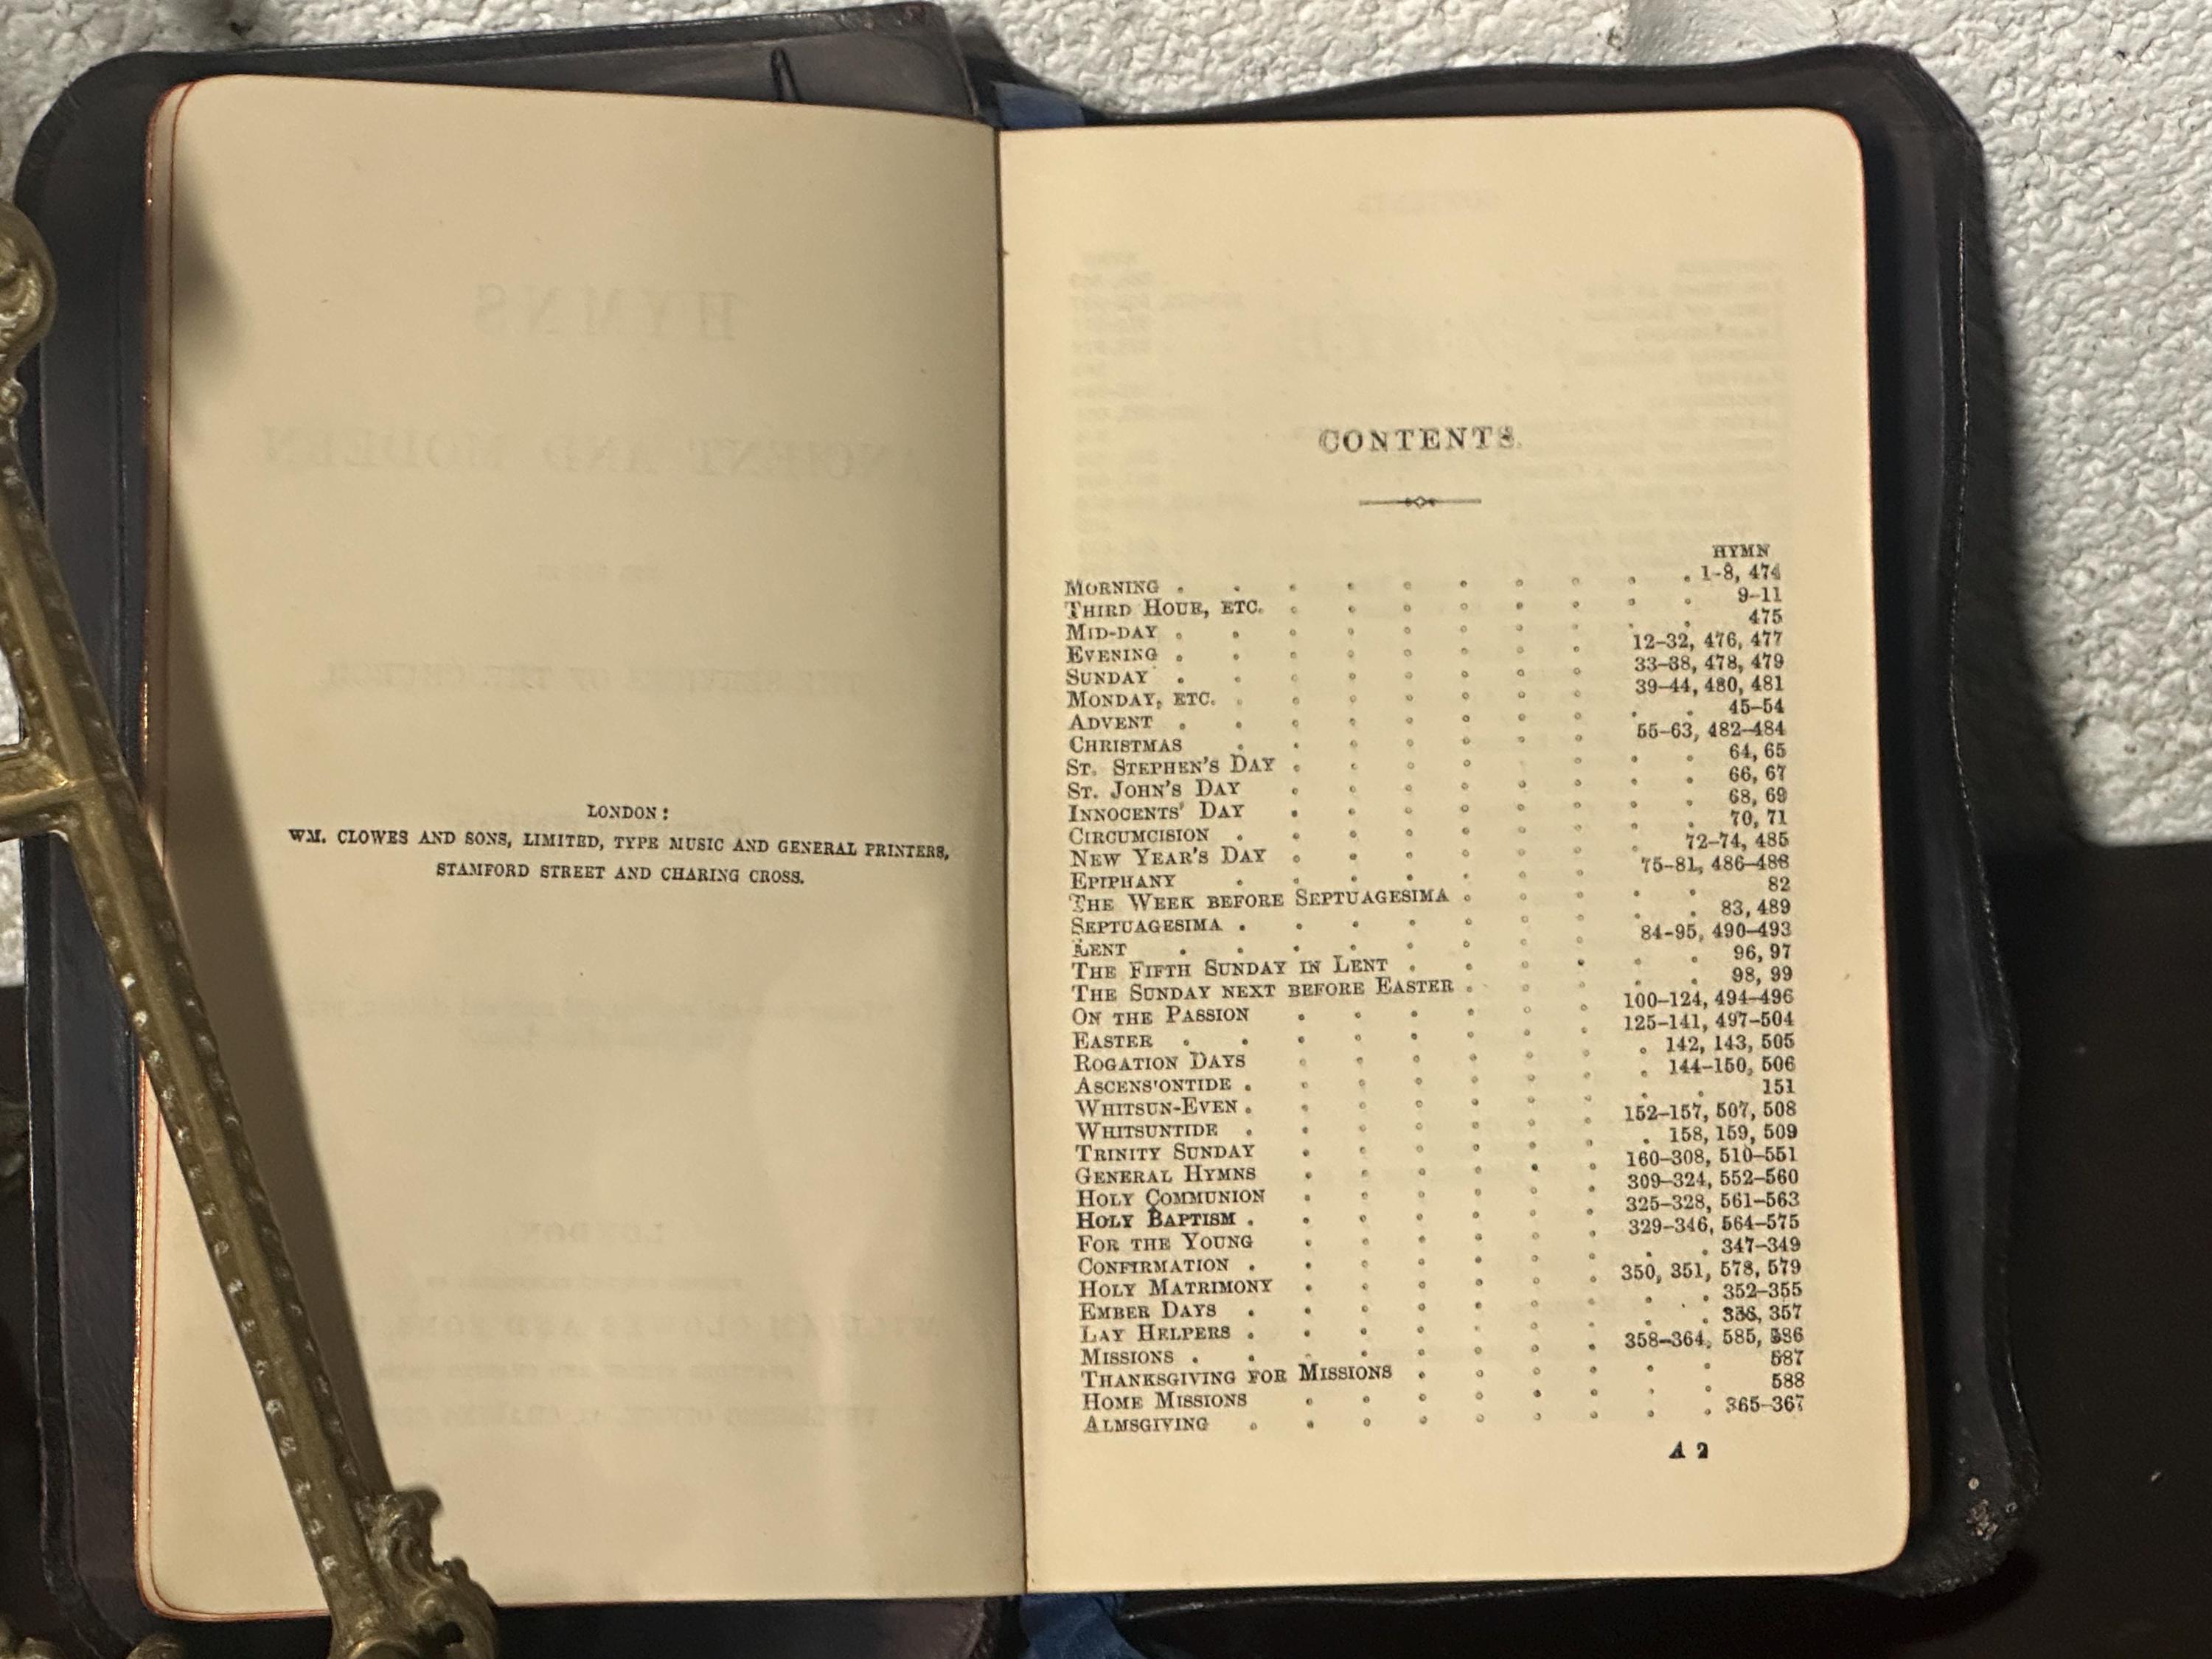 LONDON:
WM. CLOWES AND SONS, LIMITED, TYPE MUSIC AND GENERAL PRINTERS,
STAMFORD STREET AND CHARING CROSS.
CONTENTS.
HYMN
MORNING . . . . . . . . . . 1-8, 474
THIRD HOUR, ETC. . . . . . . . . 9-11
MID-DAY . . . . . . . . . . 475
EVENING . . . . . . . . 12-32, 476, 477
SUNDAY . . . . . . . . 33-38, 478, 479
MONDAY, ETC. . . . . . . . 39-44, 480, 481
ADVENT . . . . . . . . . . 45-54
CHRISTMAS . . . . . . . 55-63, 482-484
ST. STEPHEN'S DAY . . . . . . . . 64, 65
ST. JOHN'S DAY . . . . . . . . 66, 67
INNOCENTS' DAY . . . . . . . . 68, 69
CIRCUMCISION . . . . . . . . . 70, 71
NEW YEAR'S DAY . . . . . . . 72-74, 485
EPIPHANY . . . . . . . 75-81, 486-488
THE WEEK BEFORE SEPTUAGESIMA . . . . . 82
SEPTUAGESIMA . . . . . . . . . 83, 489
LENT . . . . . . . . 84-95, 490-493
THE FIFTH SUNDAY IN LENT . . . . . . 96, 97
THE SUNDAY NEXT BEFORE EASTER . . . . . 98, 99
ON THE PASSION . . . . . . 100-124, 494-496
EASTER . . . . . . . . 125-141, 497-504
ROGATION DAYS . . . . . . . 142, 143, 505
ASCENS'ONTIDE . . . . . . . . 144-150, 506
WHITSUN-EVEN . . . . . . . . . 151
WHITSUNTIDE . . . . . . . 152-157, 507, 508
TRINITY SUNDAY . . . . . . . 158, 159, 509
GENERAL HYMNS . . . . . . 160-308, 510-551
HOLY COMMUNION . . . . . . 309-324, 552-560
HOLY BAPTISM . . . . . . . 325-328, 561-563
FOR THE YOUNG . . . . . . 329-346, 564-575
CONFIRMATION . . . . . . . . . 347-349
HOLY MATRIMONY . . . . . . 350, 351, 578, 579
EMBER DAYS . . . . . . . . . 352-355
LAY HELPERS . . . . . . . . . 356, 357
MISSIONS . . . . . . . . 358-364, 585, 586
THANKSGIVING FOR MISSIONS . . . . . . 587
HOME MISSIONS . . . . . . . . 588
ALMSGIVING . . . . . . . . . 365-367
A 2